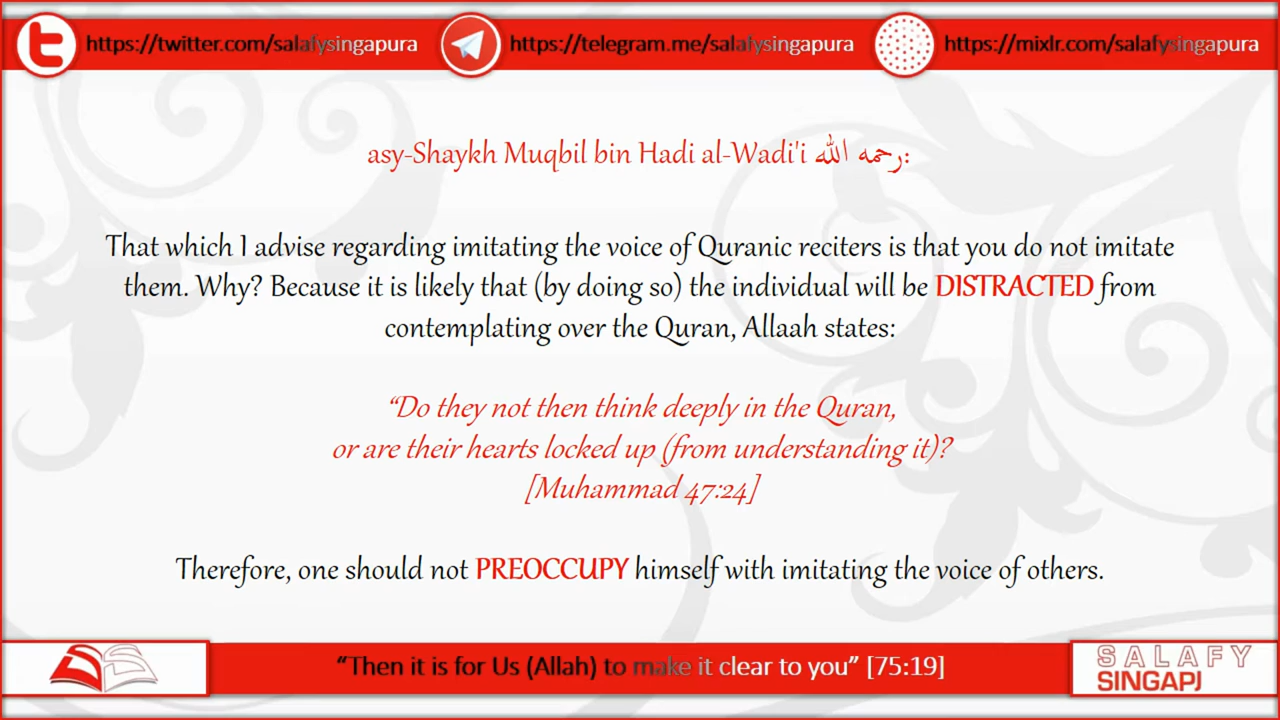 https://twitter.com/salafysingapura https://telegram.me/salafysingapura https://mixlr.com/salafysingapura
asy-Shaykh Muqbil bin Hadi al-Wadi'i رحمه الله:
That which I advise regarding imitating the voice of Quranic reciters is that you do not imitate
them. Why? Because it is likely that (by doing so) the individual will be DISTRACTED from
contemplating over the Quran, Allaah states:
“Do they not then think deeply in the Quran,
or are their hearts locked up (from understanding it)?
[Muhammad 47:24]
Therefore, one should not PREOCCUPY himself with imitating the voice of others.
“Then it is for Us (Allah) to make it clear to you” [75:19]
SALAFY
SINGAPJ